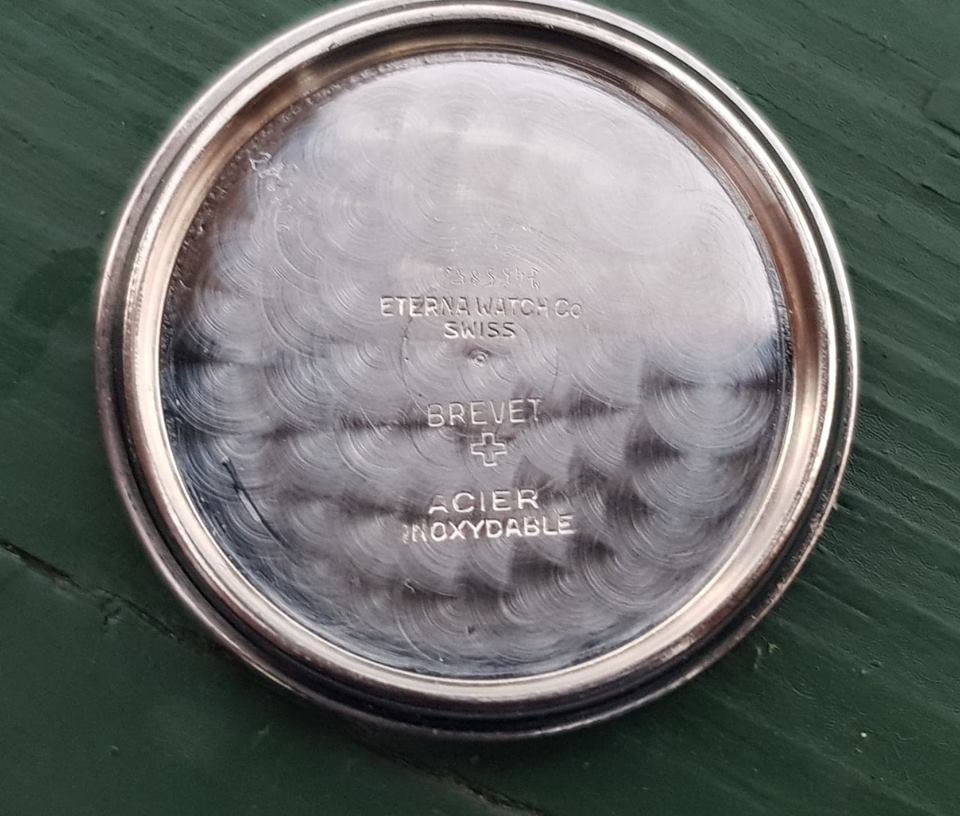 ETERNA WATCH Co
SWISS
BREVET
ACIER
INOXYDABLE